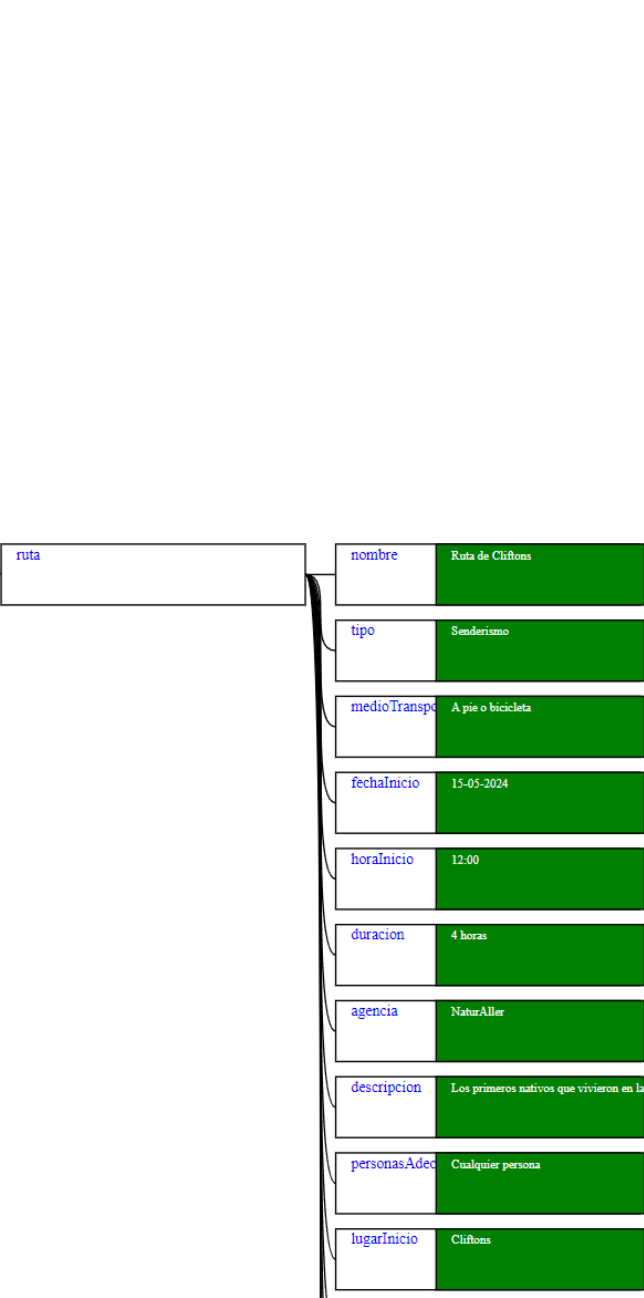 ruta
nombre Ruta de Cliftons
tipo Senderismo
medioTranspo A pie o bicicleta
fechaInicio 15-05-2024
horaInicio 12:00
duracion 4 horas
agencia NaturAller
descripcion Los primeros nativos que vivieron en la
personasAdec Cualquier persona
lugarInicio Cliftons